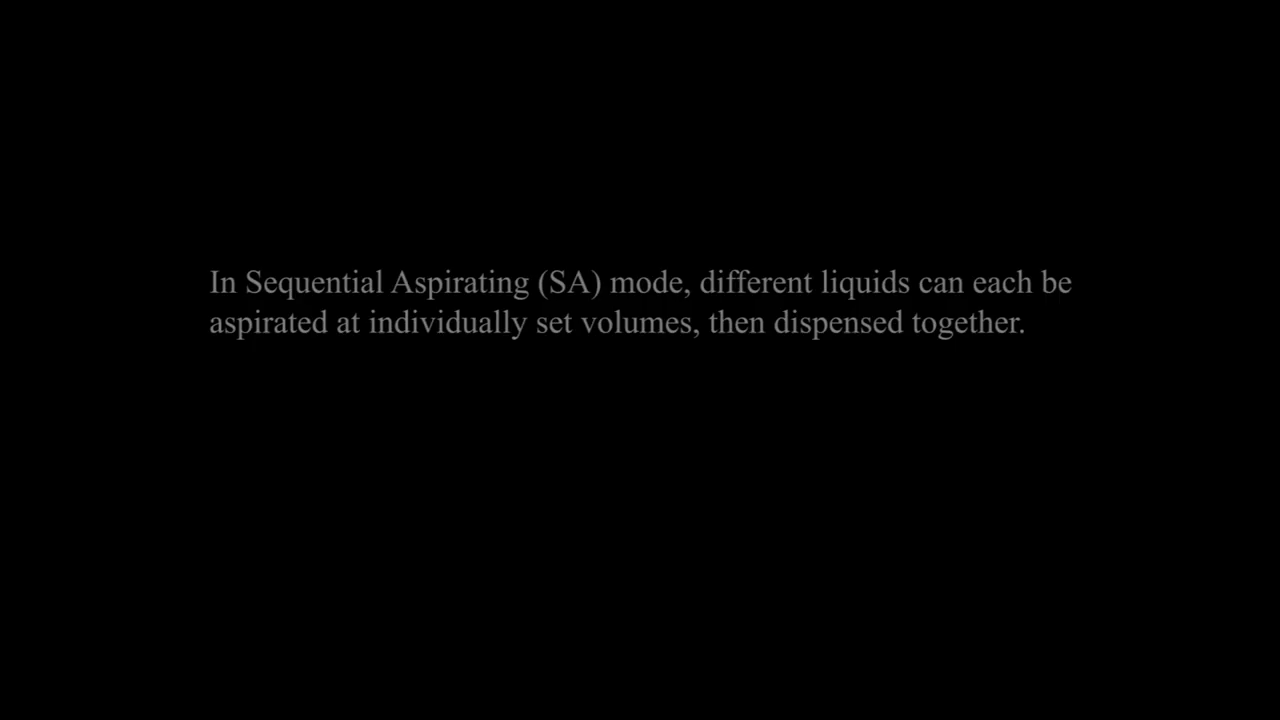 In Sequential Aspirating (SA) mode, different liquids can each be
aspirated at individually set volumes, then dispensed together.